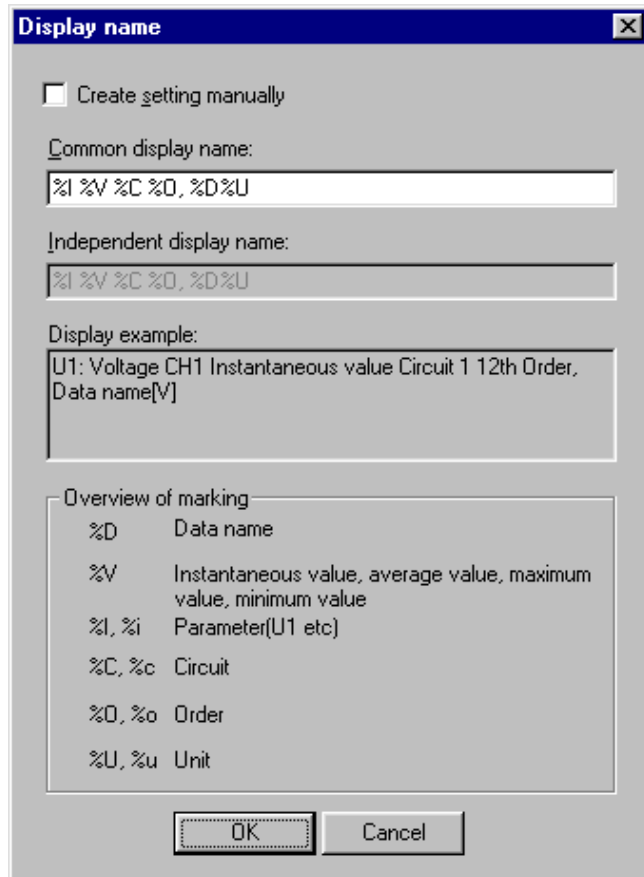 Display name
Create setting manually
Common display name:
%I %V %C %O, %D%U
Independent display name:
%I %V %C %O, %D%U
Display example:
U1: Voltage CH1 Instantaneous value Circuit 1 12th Order,
Data name[V]
Overview of marking
%D Data name
%V Instantaneous value, average value, maximum
value, minimum value
%I, %i Parameter(U1 etc)
%C, %c Circuit
%O, %o Order
%U, %u Unit
OK Cancel